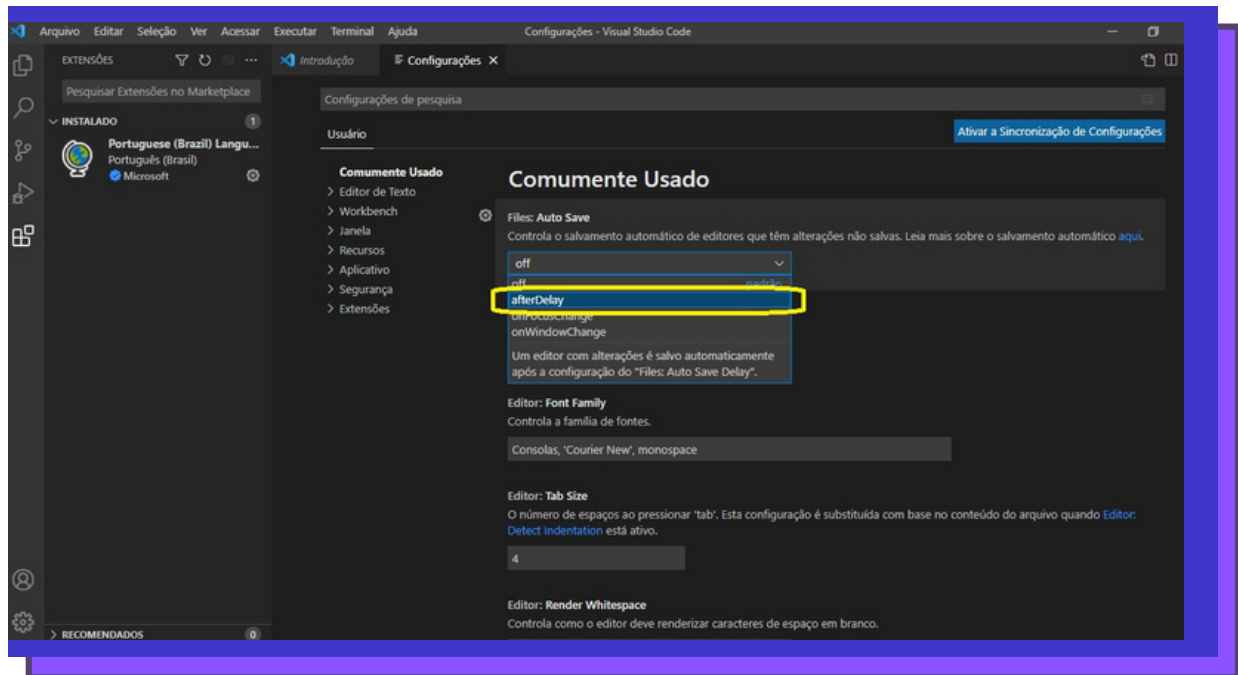 Arquivo Editar Seleção Ver Acessar Executar Terminal Ajuda
Configurações - Visual Studio Code
EXTENSÕES
Introdução
Configurações
Pesquisar Extensões no Marketplace
INSTALADO 1
Portuguese (Brazil) Langu...
Português (Brasil)
Microsoft
RECOMENDADOS 0
Configurações de pesquisa
Usuário
Ativar a Sincronização de Configurações
Comumente Usado
Editor de Texto
Workbench
Janela
Recursos
Aplicativo
Segurança
Extensões
Comumente Usado
Files: Auto Save
Controla o salvamento automático de editores que têm alterações não salvas. Leia mais sobre o salvamento automático aqui.
off
off padrão
afterDelay
onFocusChange
onWindowChange
Um editor com alterações é salvo automaticamente
após a configuração do "Files: Auto Save Delay".
Editor: Font Family
Controla a família de fontes.
Consolas, 'Courier New', monospace
Editor: Tab Size
O número de espaços ao pressionar 'tab'. Esta configuração é substituída com base no conteúdo do arquivo quando Editor:
Detect Indentation está ativo.
4
Editor: Render Whitespace
Controla como o editor deve renderizar caracteres de espaço em branco.